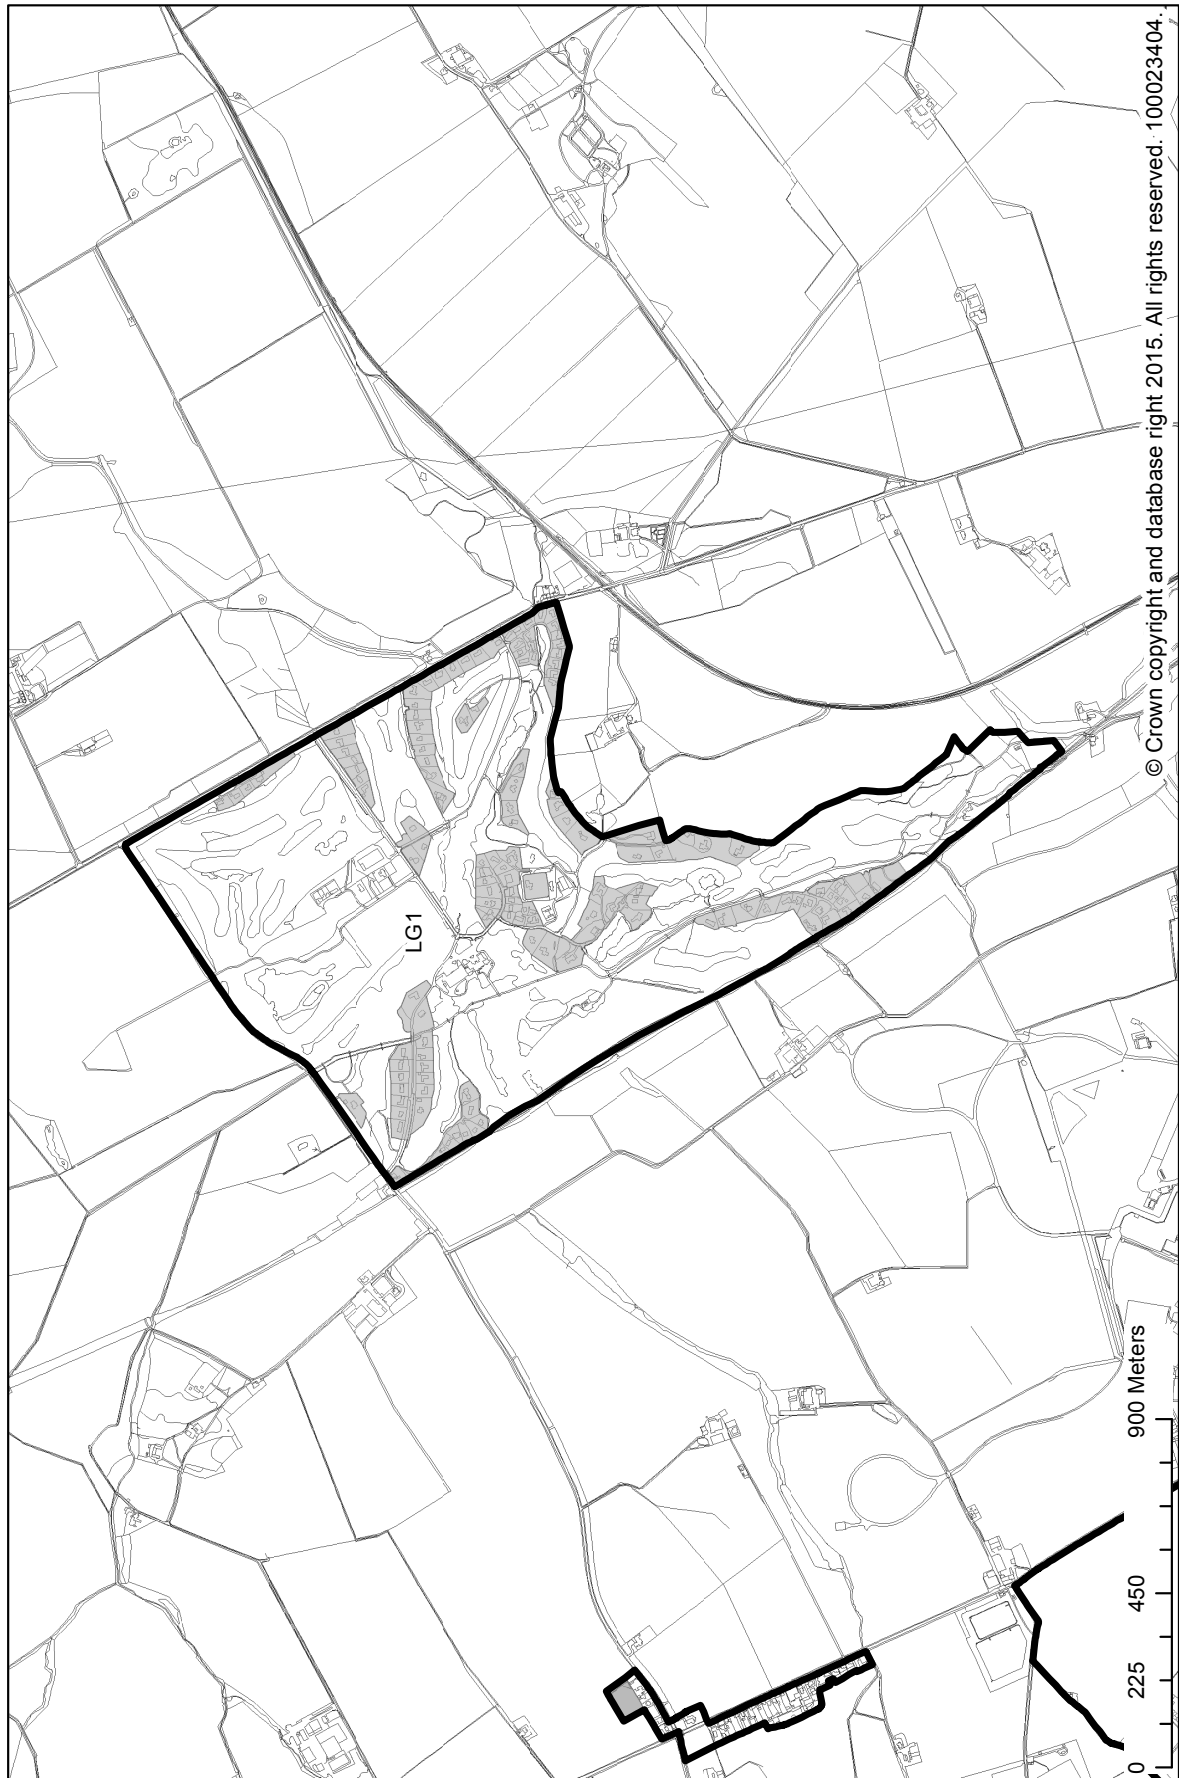 LG1
0 225 450 900 Meters
© Crown copyright and database right 2015. All rights reserved. 100023404.